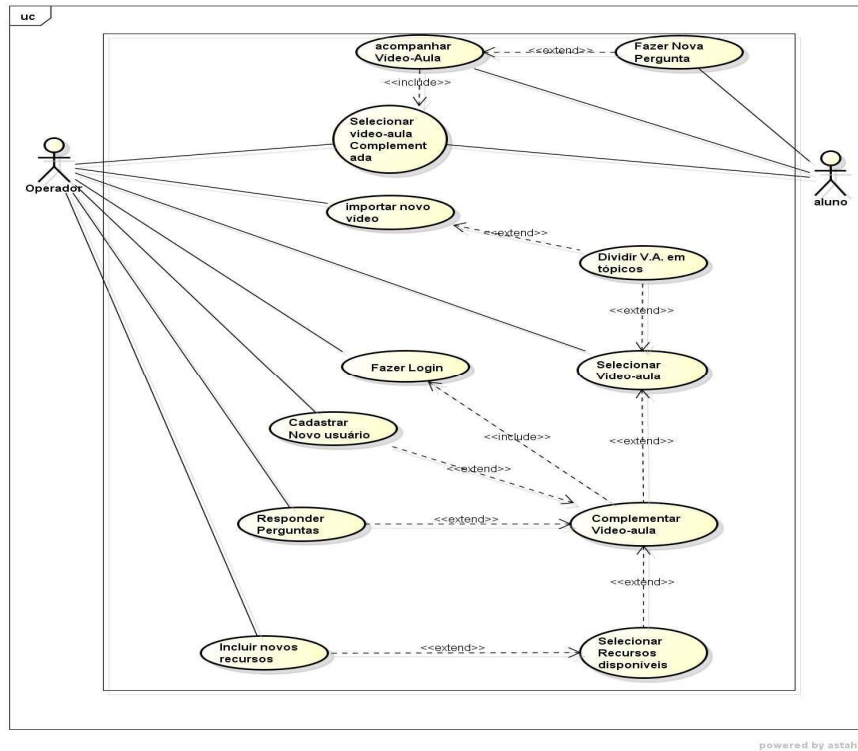 uc
acompanhar
Vídeo-Aula
<<extend>>
Fazer Nova
Pergunta
<<include>>
Selecionar
video-aula
Complement
ada
Operador
aluno
importar novo
vídeo
<<extend>>
Dividir V.A. em
tópicos
<<extend>>
Fazer Login
Selecionar
Vídeo-aula
Cadastrar
Novo usuário
<<include>>
<<extend>>
<<extend>>
Responder
Perguntas
<<extend>>
Complementar
Vídeo-aula
<<extend>>
Incluir novos
recursos
<<extend>>
Selecionar
Recursos
disponíveis
powered by astah